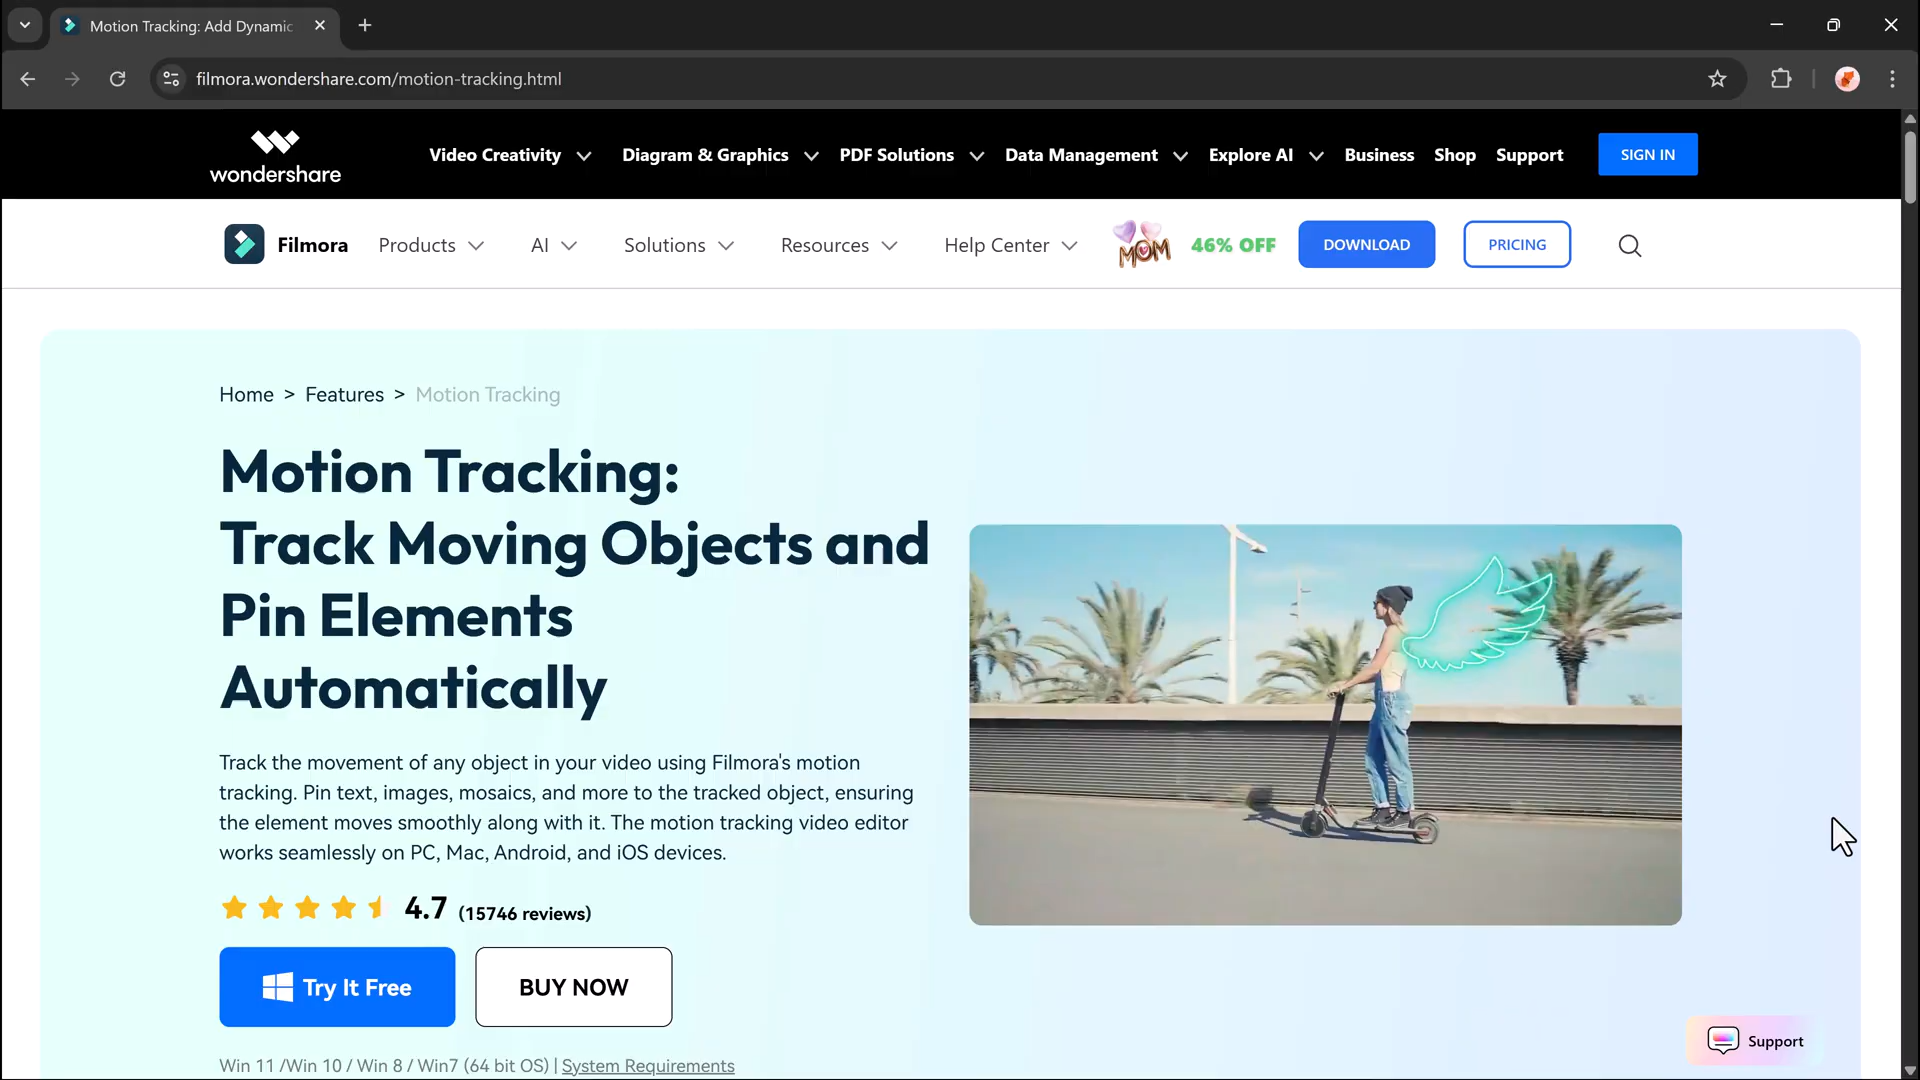 Motion Tracking: Add Dynamic
filmora.wondershare.com/motion-tracking.html
wondershare
Video Creativity
Diagram & Graphics
PDF Solutions
Data Management
Explore AI
Business
Shop
Support
SIGN IN
Filmora
Products
AI
Solutions
Resources
Help Center
MOM
46% OFF
DOWNLOAD
PRICING
Home > Features > Motion Tracking
Motion Tracking:
Track Moving Objects and
Pin Elements
Automatically
Track the movement of any object in your video using Filmora's motion
tracking. Pin text, images, mosaics, and more to the tracked object, ensuring
the element moves smoothly along with it. The motion tracking video editor
works seamlessly on PC, Mac, Android, and iOS devices.
4.7 (15746 reviews)
Try It Free
BUY NOW
Win 11 /Win 10 / Win 8 / Win7 (64 bit OS) | System Requirements
Support